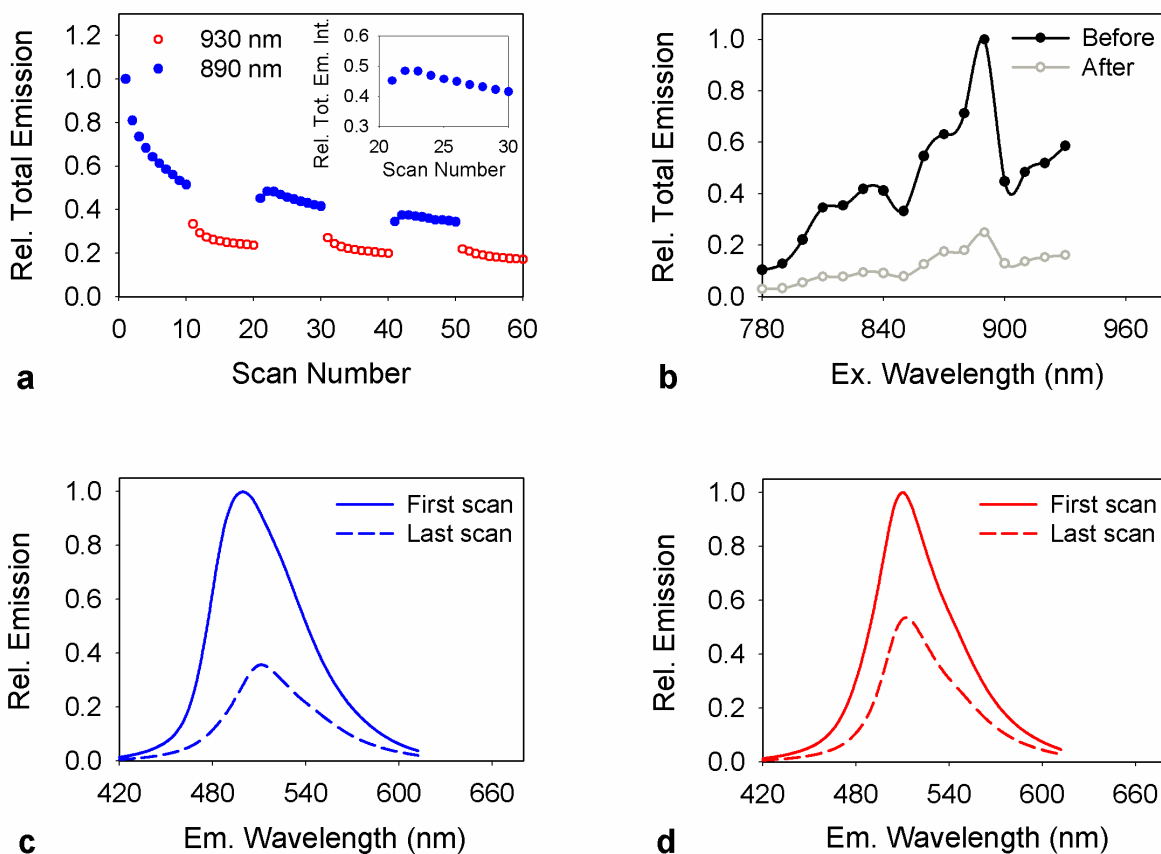 1.2
1.0
0.8
0.6
0.4
0.2
0.0
Rel. Total Emission
930 nm
890 nm
0.6
0.5
0.4
0.3
Rel. Tot. Em. Int.
20 25 30
Scan Number
0 10 20 30 40 50 60
Scan Number
a
1.0
0.8
0.6
0.4
0.2
0.0
Rel. Total Emission
Before
After
780 840 900 960
Ex. Wavelength (nm)
b
1.0
0.8
0.6
0.4
0.2
0.0
Rel. Emission
First scan
Last scan
420 480 540 600 660
Em. Wavelength (nm)
c
1.0
0.8
0.6
0.4
0.2
0.0
Rel. Emission
First scan
Last scan
420 480 540 600 660
Em. Wavelength (nm)
d